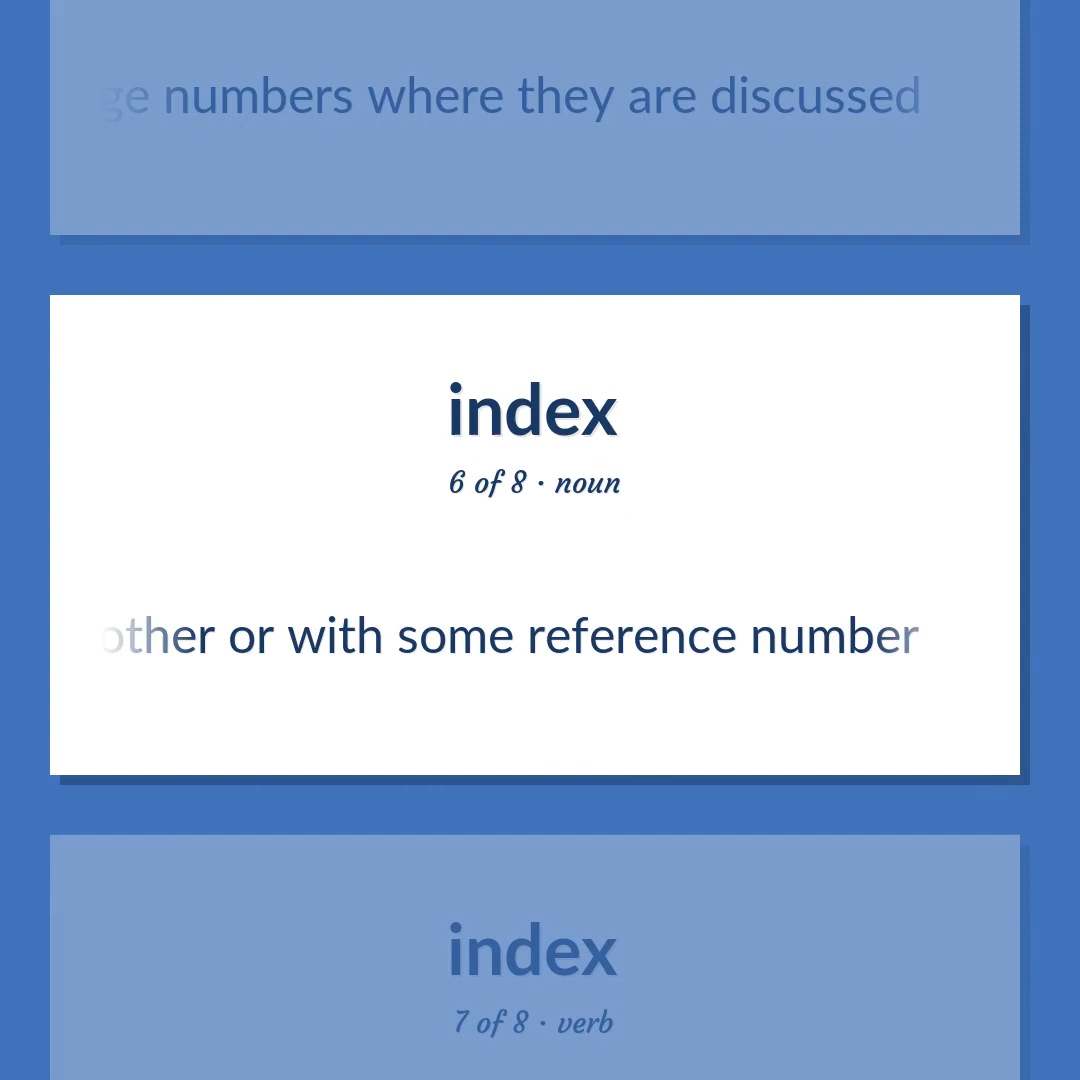 ge numbers where they are discussed
index
6 of 8 · noun
other or with some reference number
index
7 of 8 · verb